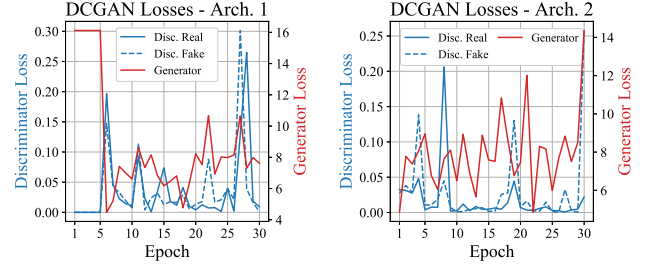 DCGAN Losses - Arch. 1
Discriminator Loss
0.30
0.25
0.20
0.15
0.10
0.05
0.00
Disc. Real
Disc. Fake
Generator
16
14
12
10
8
6
4
Generator Loss
1 5 10 15 20 25 30
Epoch
DCGAN Losses - Arch. 2
Discriminator Loss
0.25
0.20
0.15
0.10
0.05
0.00
Disc. Real Generator
Disc. Fake
14
12
10
8
6
Generator Loss
1 5 10 15 20 25 30
Epoch